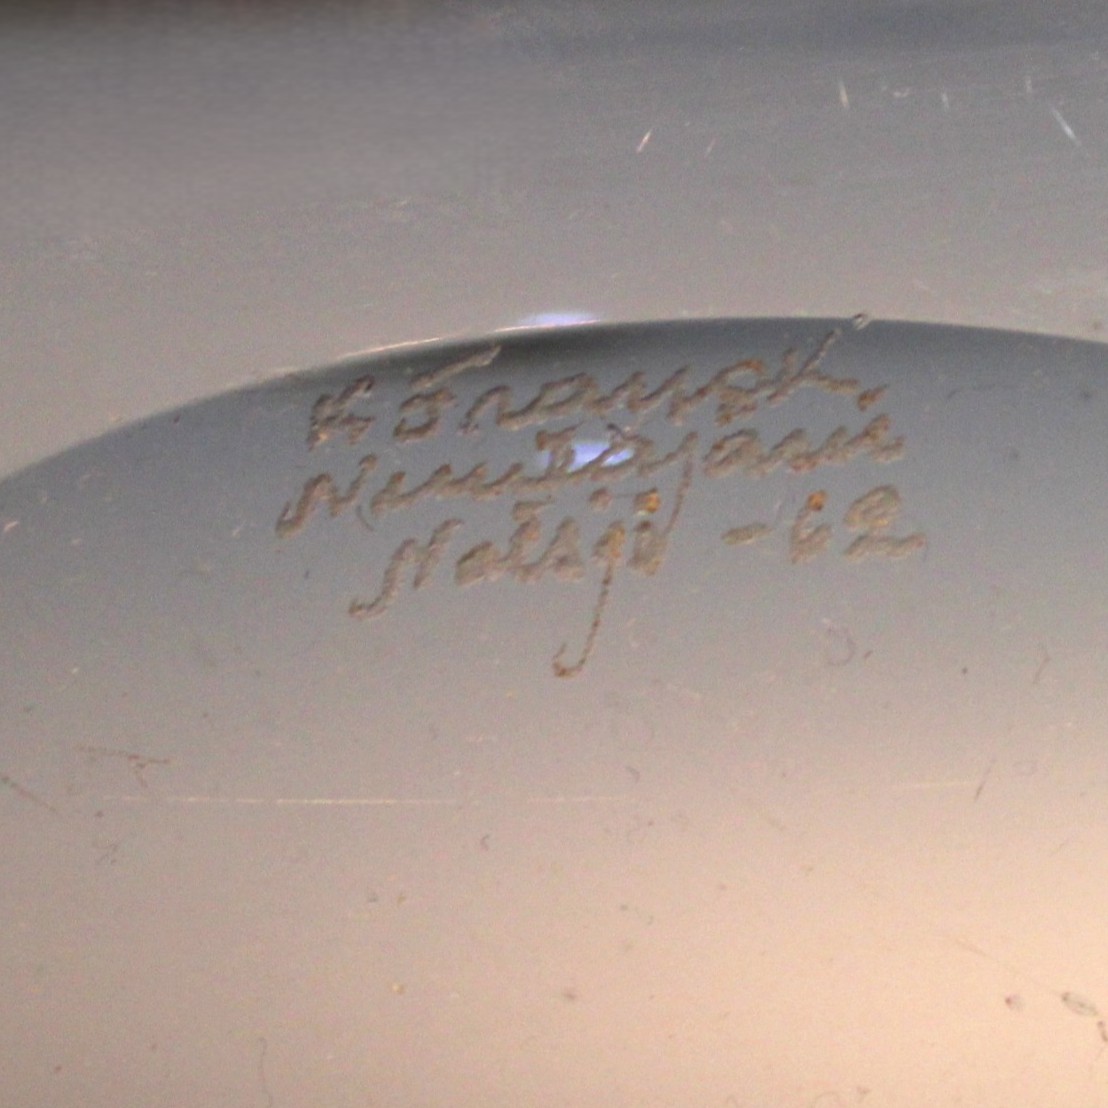 K Franck,
Nuutajärvi
Notsjö -62